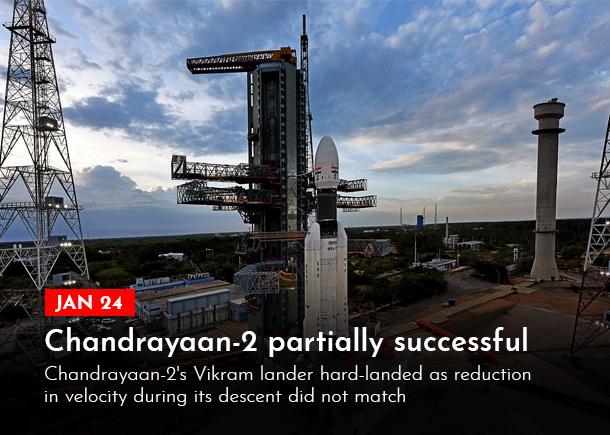 JAN 24
Chandrayaan-2 partially successful
Chandrayaan-2's Vikram lander hard-landed as reduction
in velocity during its descent did not match